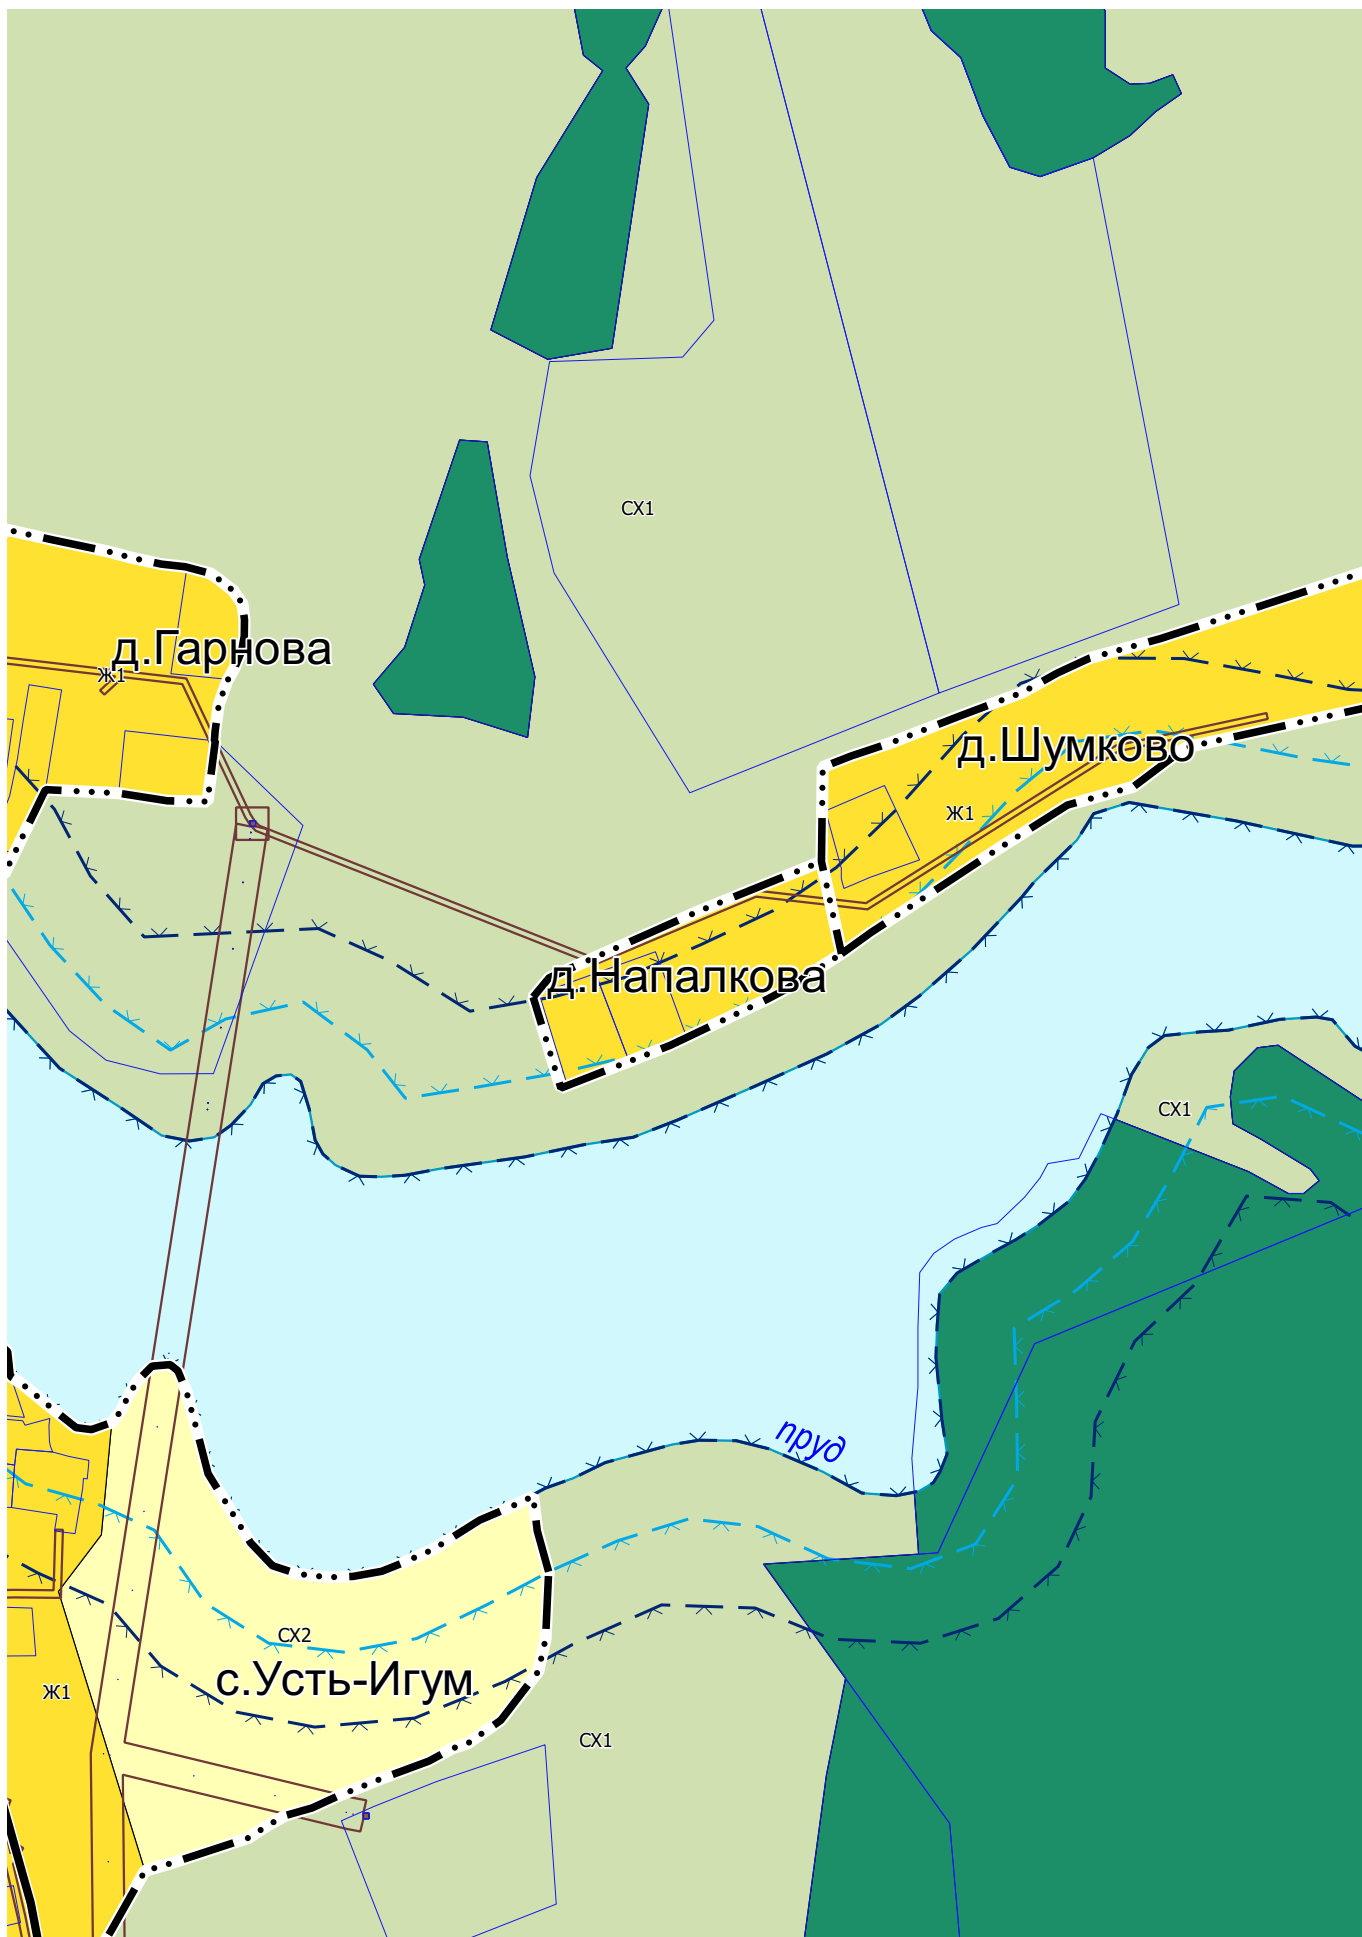 СХ1
д.Гарнова
Ж1
д.Шумково
Ж1
д.Напалкова
СХ1
пруд
СХ2
с.Усть-Игум
Ж1
СХ1